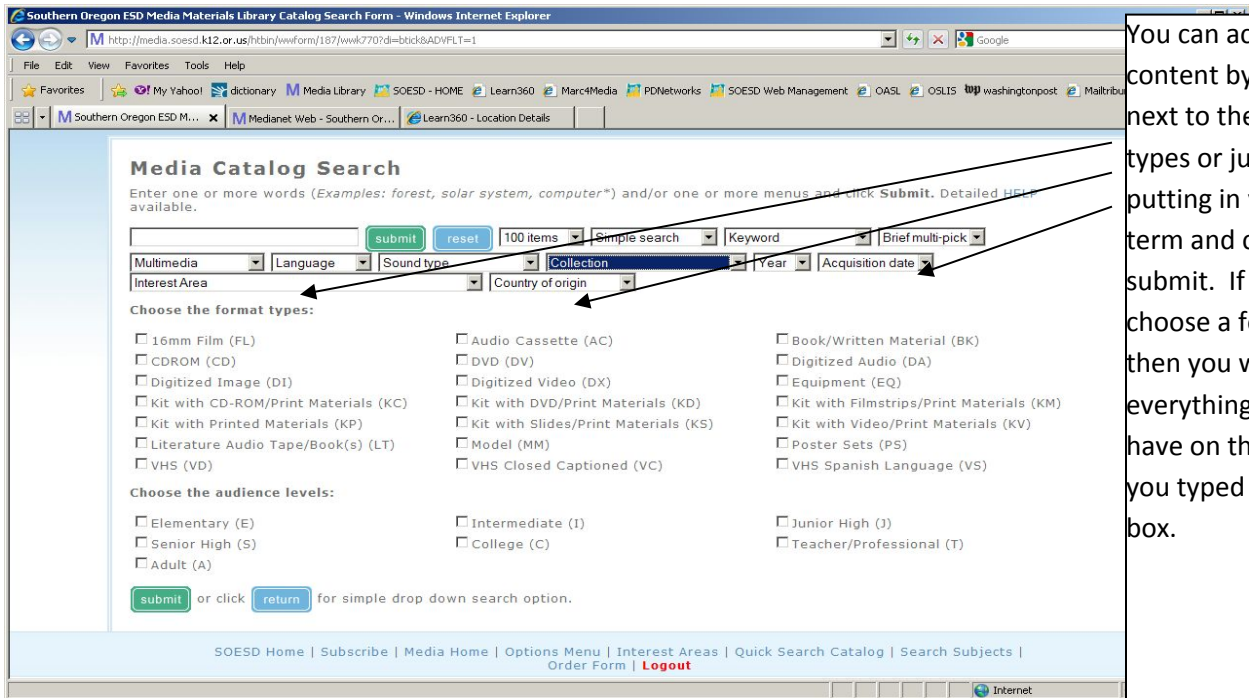 Southern Oregon ESD Media Materials Library Catalog Search Form - Windows Internet Explorer
http://media.soesd.k12.or.us/htbin/wwform/187/wwk770?di=btick&ADVFLT=1
Google
File Edit View Favorites Tools Help
Favorites My Yahoo! dictionary Media Library SOESD - HOME Learn360 Marc4Media PDNetworks SOESD Web Management OASL OSLIS washingtonpost Mailtribu
Southern Oregon ESD M... Medianet Web - Southern Or... Learn360 - Location Details
Media Catalog Search
Enter one or more words (Examples: forest, solar system, computer*) and/or one or more menus and click Submit. Detailed HELP
available.
submit reset 100 items Simple search Keyword Brief multi-pick
Multimedia Language Sound type Collection Year Acquisition date
Interest Area Country of origin
Choose the format types:
16mm Film (FL) Audio Cassette (AC) Book/Written Material (BK)
CDROM (CD) DVD (DV) Digitized Audio (DA)
Digitized Image (DI) Digitized Video (DX) Equipment (EQ)
Kit with CD-ROM/Print Materials (KC) Kit with DVD/Print Materials (KD) Kit with Filmstrips/Print Materials (KM)
Kit with Printed Materials (KP) Kit with Slides/Print Materials (KS) Kit with Video/Print Materials (KV)
Literature Audio Tape/Book(s) (LT) Model (MM) Poster Sets (PS)
VHS (VD) VHS Closed Captioned (VC) VHS Spanish Language (VS)
Choose the audience levels:
Elementary (E) Intermediate (I) Junior High (J)
Senior High (S) College (C) Teacher/Professional (T)
Adult (A)
submit or click return for simple drop down search option.
SOESD Home | Subscribe | Media Home | Options Menu | Interest Areas | Quick Search Catalog | Search Subjects |
Order Form | Logout
Internet
You can
content by
next to the
types or
putting in
term and
submit. If
choose a
then you
everything
have on
you typed
box.